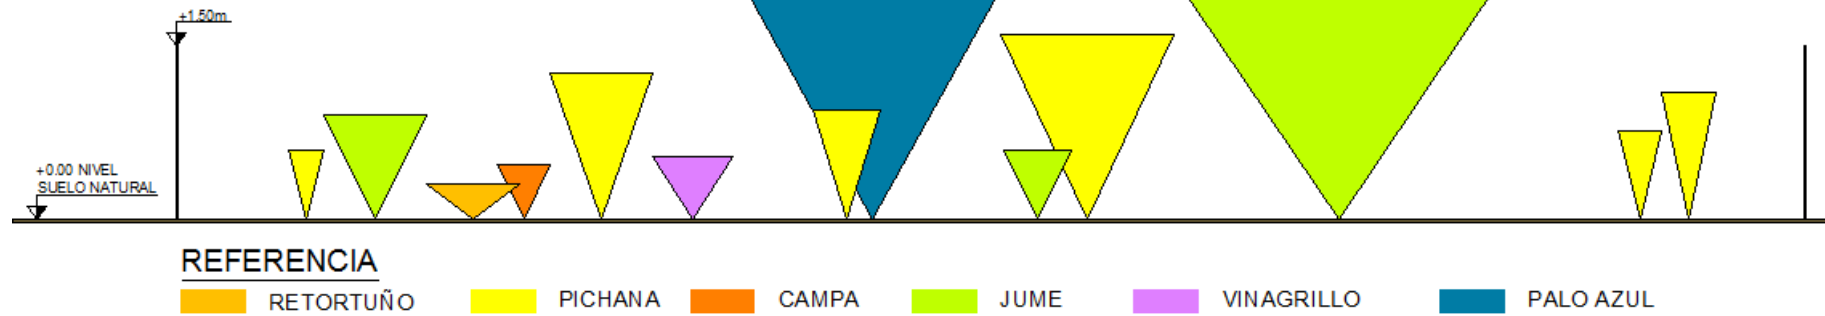 +1.50m
+0.00 NIVEL
SUELO NATURAL
REFERENCIA
RETORTUÑO PICHANA CAMPA JUME VINAGRILLO PALO AZUL